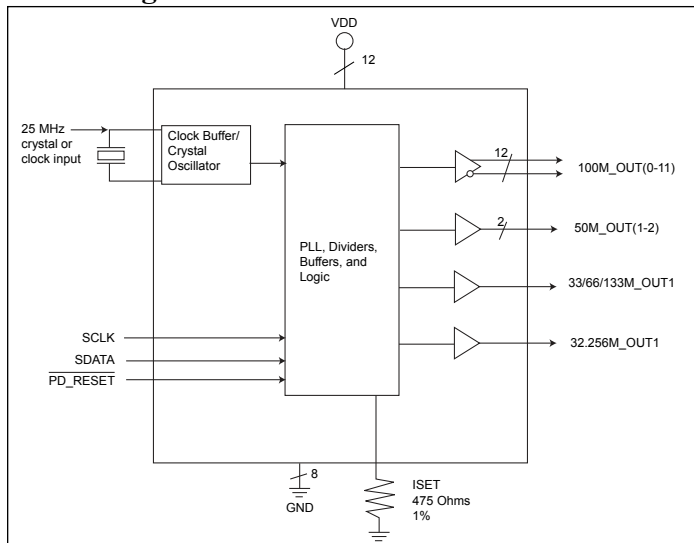 VDD
12
25 MHz
crystal or
clock input
Clock Buffer/
Crystal
Oscillator
PLL, Dividers,
Buffers, and
Logic
12
100M_OUT(0-11)
2
50M_OUT(1-2)
33/66/133M_OUT1
32.256M_OUT1
SCLK
SDATA
PD_RESET
8
GND
ISET
475 Ohms
1%